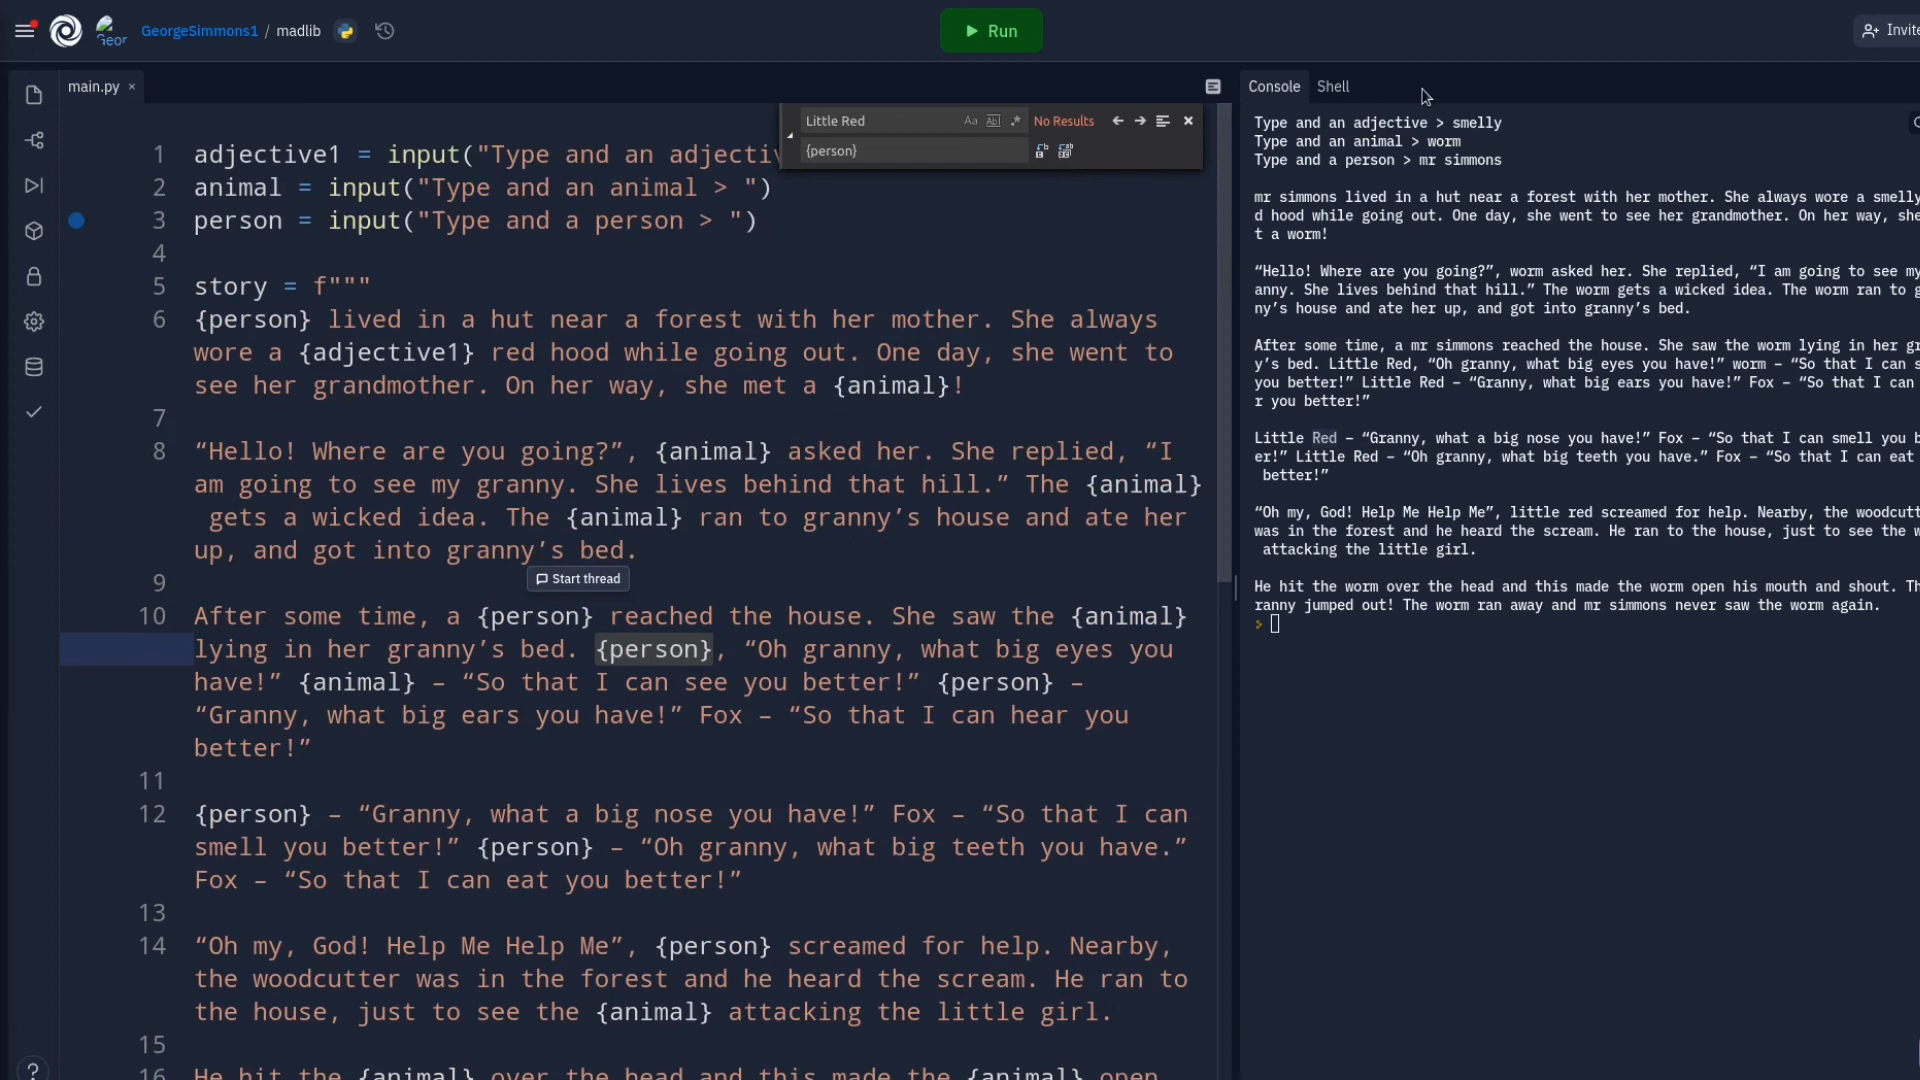 Geor
GeorgeSimmons1 / madlib
Run
Invite
main.py ×
Console
Shell
Little Red
Aa
Ab
No Results
{person}
1 adjective1 = input("Type and an adjectiv
2 animal = input("Type and an animal > ")
3 person = input("Type and a person > ")
4
5 story = f"""
6 {person} lived in a hut near a forest with her mother. She always
wore a {adjective1} red hood while going out. One day, she went to
see her grandmother. On her way, she met a {animal}!
7
8 “Hello! Where are you going?”, {animal} asked her. She replied, “I
am going to see my granny. She lives behind that hill.” The {animal}
gets a wicked idea. The {animal} ran to granny’s house and ate her
up, and got into granny’s bed.
Start thread
9
10 After some time, a {person} reached the house. She saw the {animal}
lying in her granny’s bed. {person}, “Oh granny, what big eyes you
have!” {animal} – “So that I can see you better!” {person} –
“Granny, what big ears you have!” Fox – “So that I can hear you
better!”
11
12 {person} – “Granny, what a big nose you have!” Fox – “So that I can
smell you better!” {person} – “Oh granny, what big teeth you have.”
Fox – “So that I can eat you better!”
13
14 “Oh my, God! Help Me Help Me”, {person} screamed for help. Nearby,
the woodcutter was in the forest and he heard the scream. He ran to
the house, just to see the {animal} attacking the little girl.
15
16 He hit the {animal} over the head and this made the {animal} open
?
Type and an adjective > smelly
Type and an animal > worm
Type and a person > mr simmons
mr simmons lived in a hut near a forest with her mother. She always wore a smelly
d hood while going out. One day, she went to see her grandmother. On her way, she
t a worm!
“Hello! Where are you going?”, worm asked her. She replied, “I am going to see my
anny. She lives behind that hill.” The worm gets a wicked idea. The worm ran to g
ny’s house and ate her up, and got into granny’s bed.
After some time, a mr simmons reached the house. She saw the worm lying in her gr
y’s bed. Little Red, “Oh granny, what big eyes you have!” worm – “So that I can s
you better!” Little Red – “Granny, what big ears you have!” Fox – “So that I can
r you better!”
Little Red – “Granny, what a big nose you have!” Fox – “So that I can smell you b
er!” Little Red – “Oh granny, what big teeth you have.” Fox – “So that I can eat
better!”
“Oh my, God! Help Me Help Me”, little red screamed for help. Nearby, the woodcutt
was in the forest and he heard the scream. He ran to the house, just to see the w
attacking the little girl.
He hit the worm over the head and this made the worm open his mouth and shout. Th
ranny jumped out! The worm ran away and mr simmons never saw the worm again.